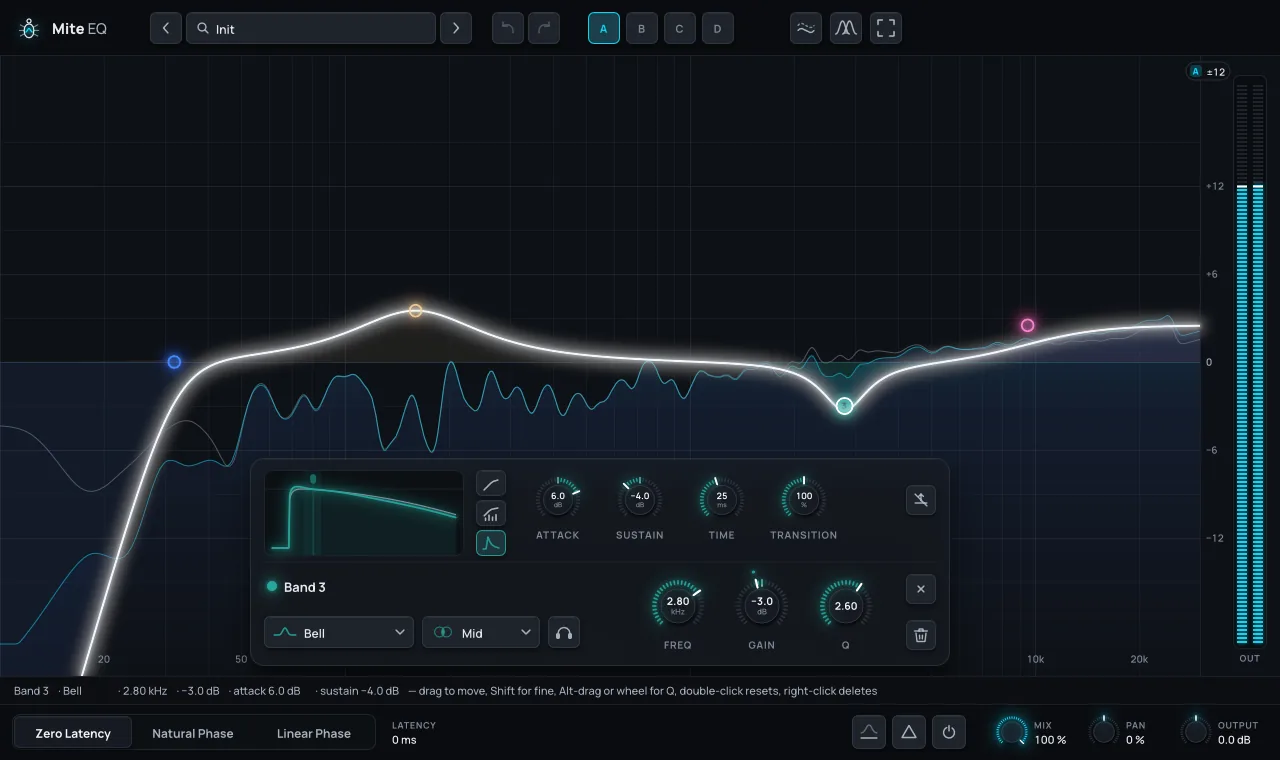 Mite EQ
Init
A B C D
A ±12
+12
+6
0
−6
−12
6.0 dB
−4.0 dB
25 ms
100 %
ATTACK SUSTAIN TIME TRANSITION
Band 3
2.80 kHz
−3.0 dB
2.60
Bell
Mid
FREQ GAIN Q
20 50 10k 20k
OUT
Band 3 · Bell · 2.80 kHz · −3.0 dB · attack 6.0 dB · sustain −4.0 dB — drag to move, Shift for fine, Alt-drag or wheel for Q, double-click resets, right-click deletes
Zero Latency Natural Phase Linear Phase
LATENCY
0 ms
MIX
100 %
PAN
0 %
OUTPUT
0.0 dB